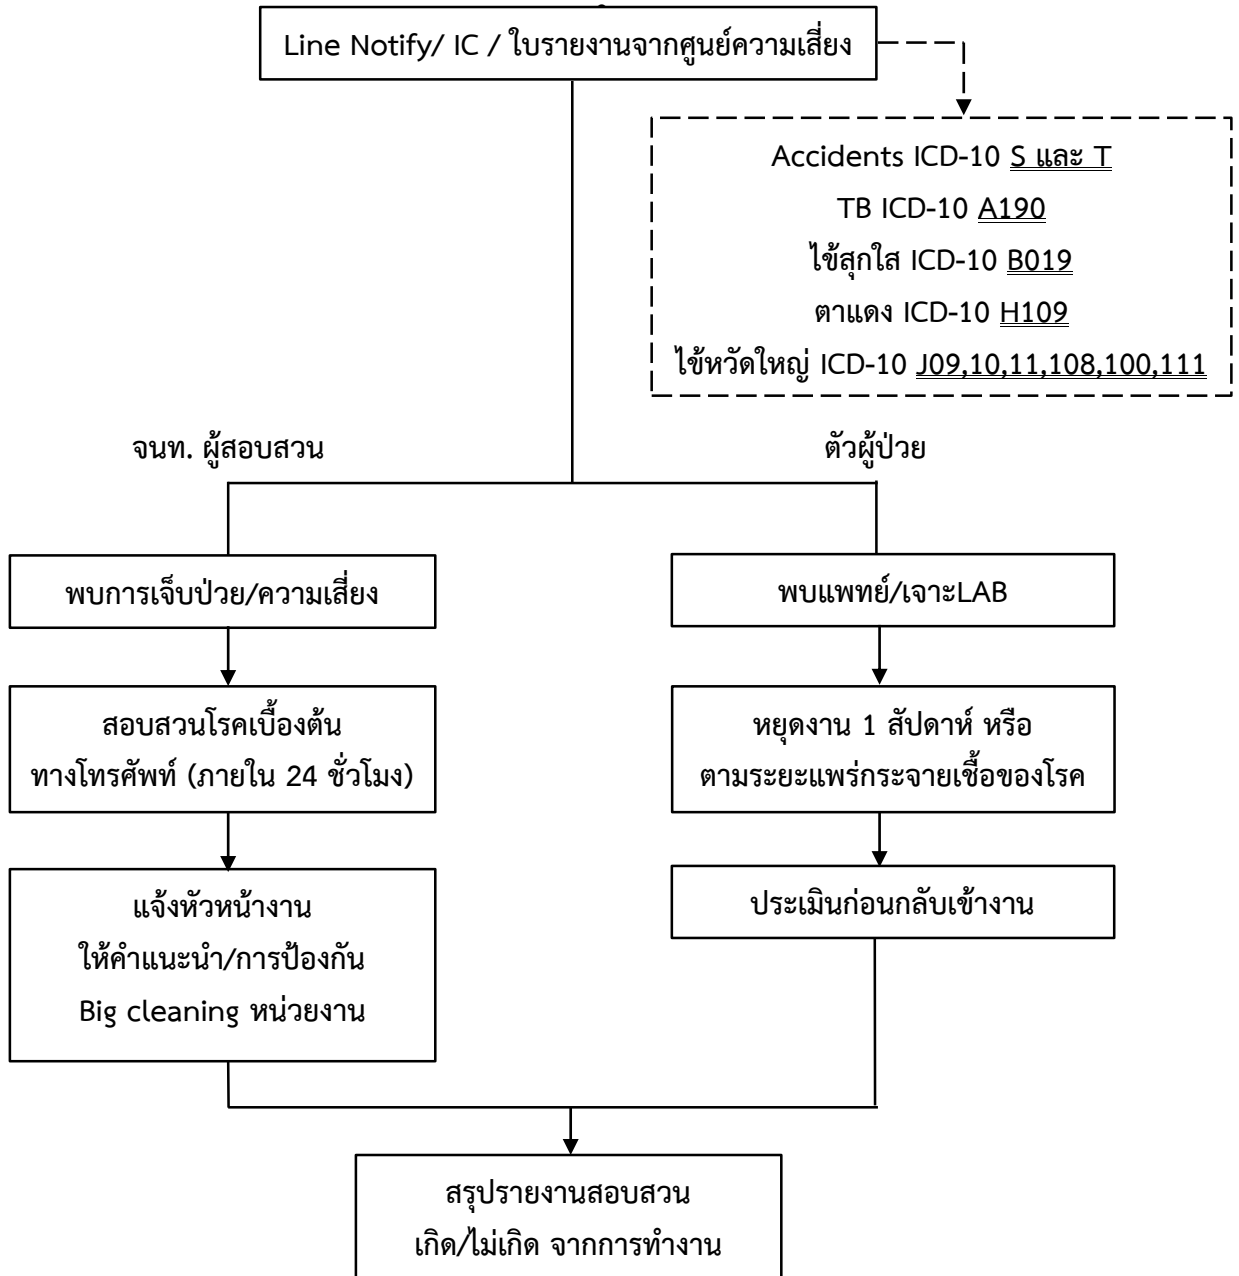 Line Notify/ IC / ใบรายงานจากศูนย์ความเสี่ยง
Accidents ICD-10 S และ T
TB ICD-10 A190
ไข้สุกใส ICD-10 B019
ตาแดง ICD-10 H109
ไข้หวัดใหญ่ ICD-10 J09,10,11,108,100,111
จนท. ผู้สอบสวน
ตัวผู้ป่วย
พบการเจ็บป่วย/ความเสี่ยง
พบแพทย์/เจาะLAB
สอบสวนโรคเบื้องต้น
ทางโทรศัพท์ (ภายใน 24 ชั่วโมง)
หยุดงาน 1 สัปดาห์ หรือ
ตามระยะแพร่กระจายเชื้อของโรค
แจ้งหัวหน้างาน
ให้คำแนะนำ/การป้องกัน
Big cleaning หน่วยงาน
ประเมินก่อนกลับเข้างาน
สรุปรายงานสอบสวน
เกิด/ไม่เกิด จากการทำงาน